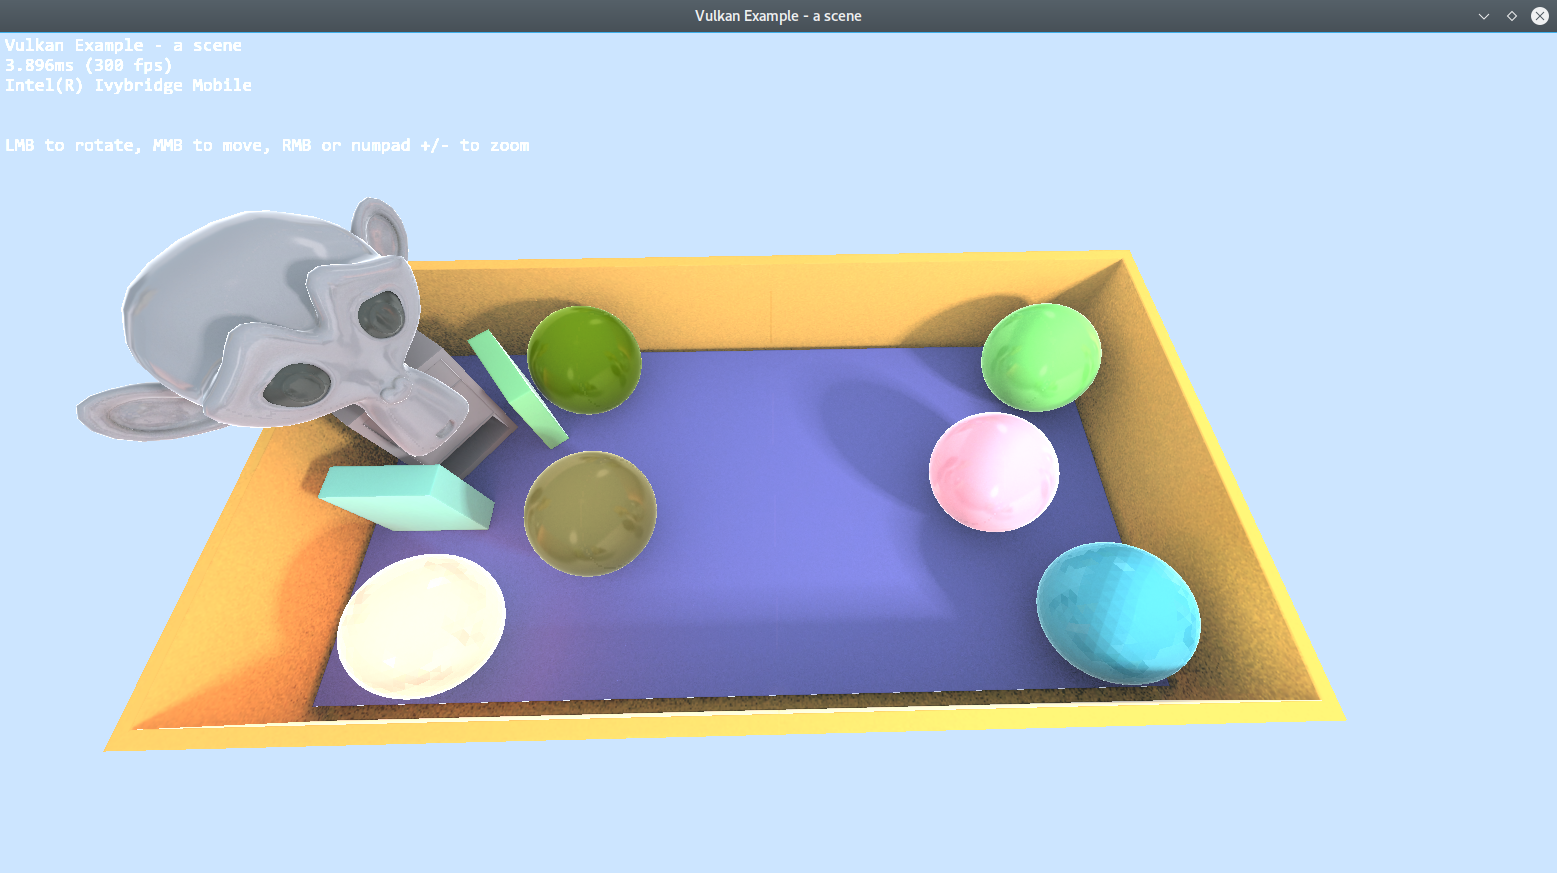 Vulkan Example - a scene
Vulkan Example - a scene
3.896ms (300 fps)
Intel(R) Ivybridge Mobile
LMB to rotate, MMB to move, RMB or numpad +/- to zoom